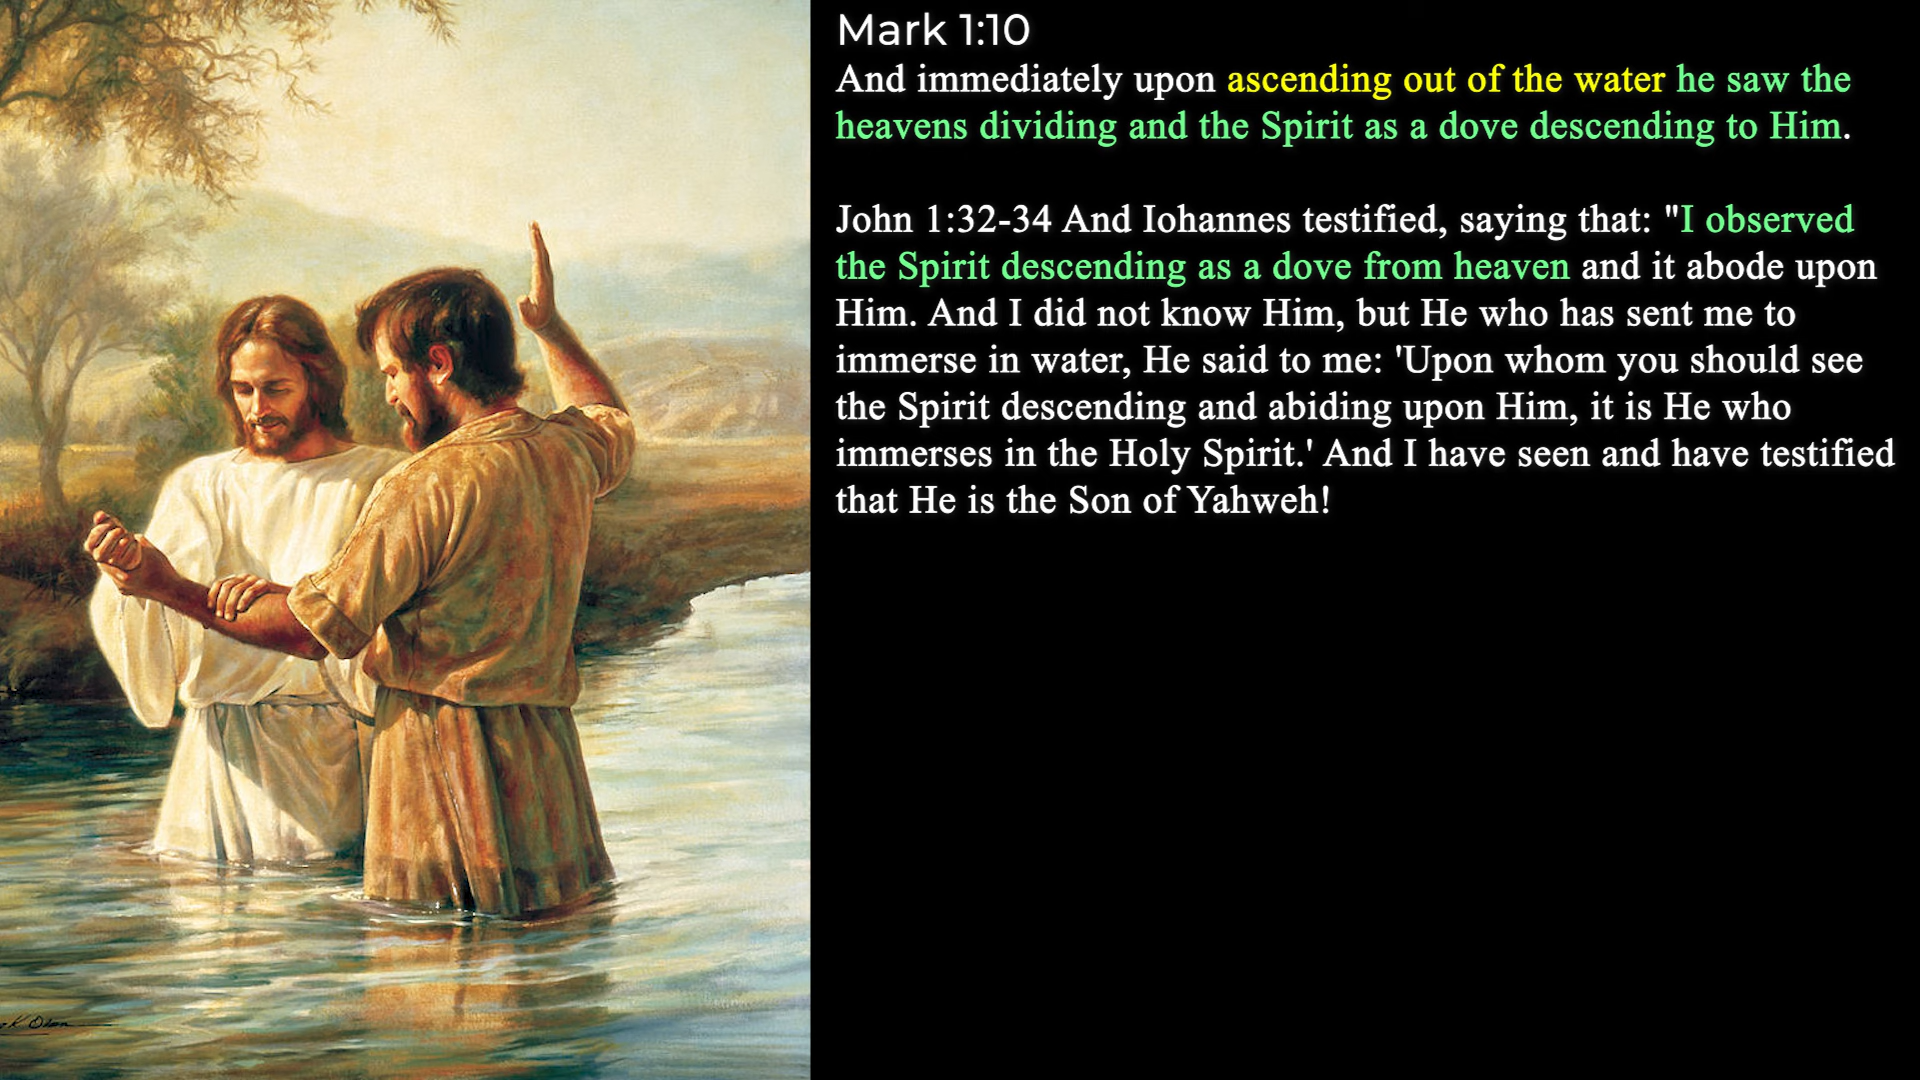 Mark 1:10
And immediately upon ascending out of the water he saw the
heavens dividing and the Spirit as a dove descending to Him.
John 1:32-34 And Iohannes testified, saying that: "I observed
the Spirit descending as a dove from heaven and it abode upon
Him. And I did not know Him, but He who has sent me to
immerse in water, He said to me: 'Upon whom you should see
the Spirit descending and abiding upon Him, it is He who
immerses in the Holy Spirit.' And I have seen and have testified
that He is the Son of Yahweh!